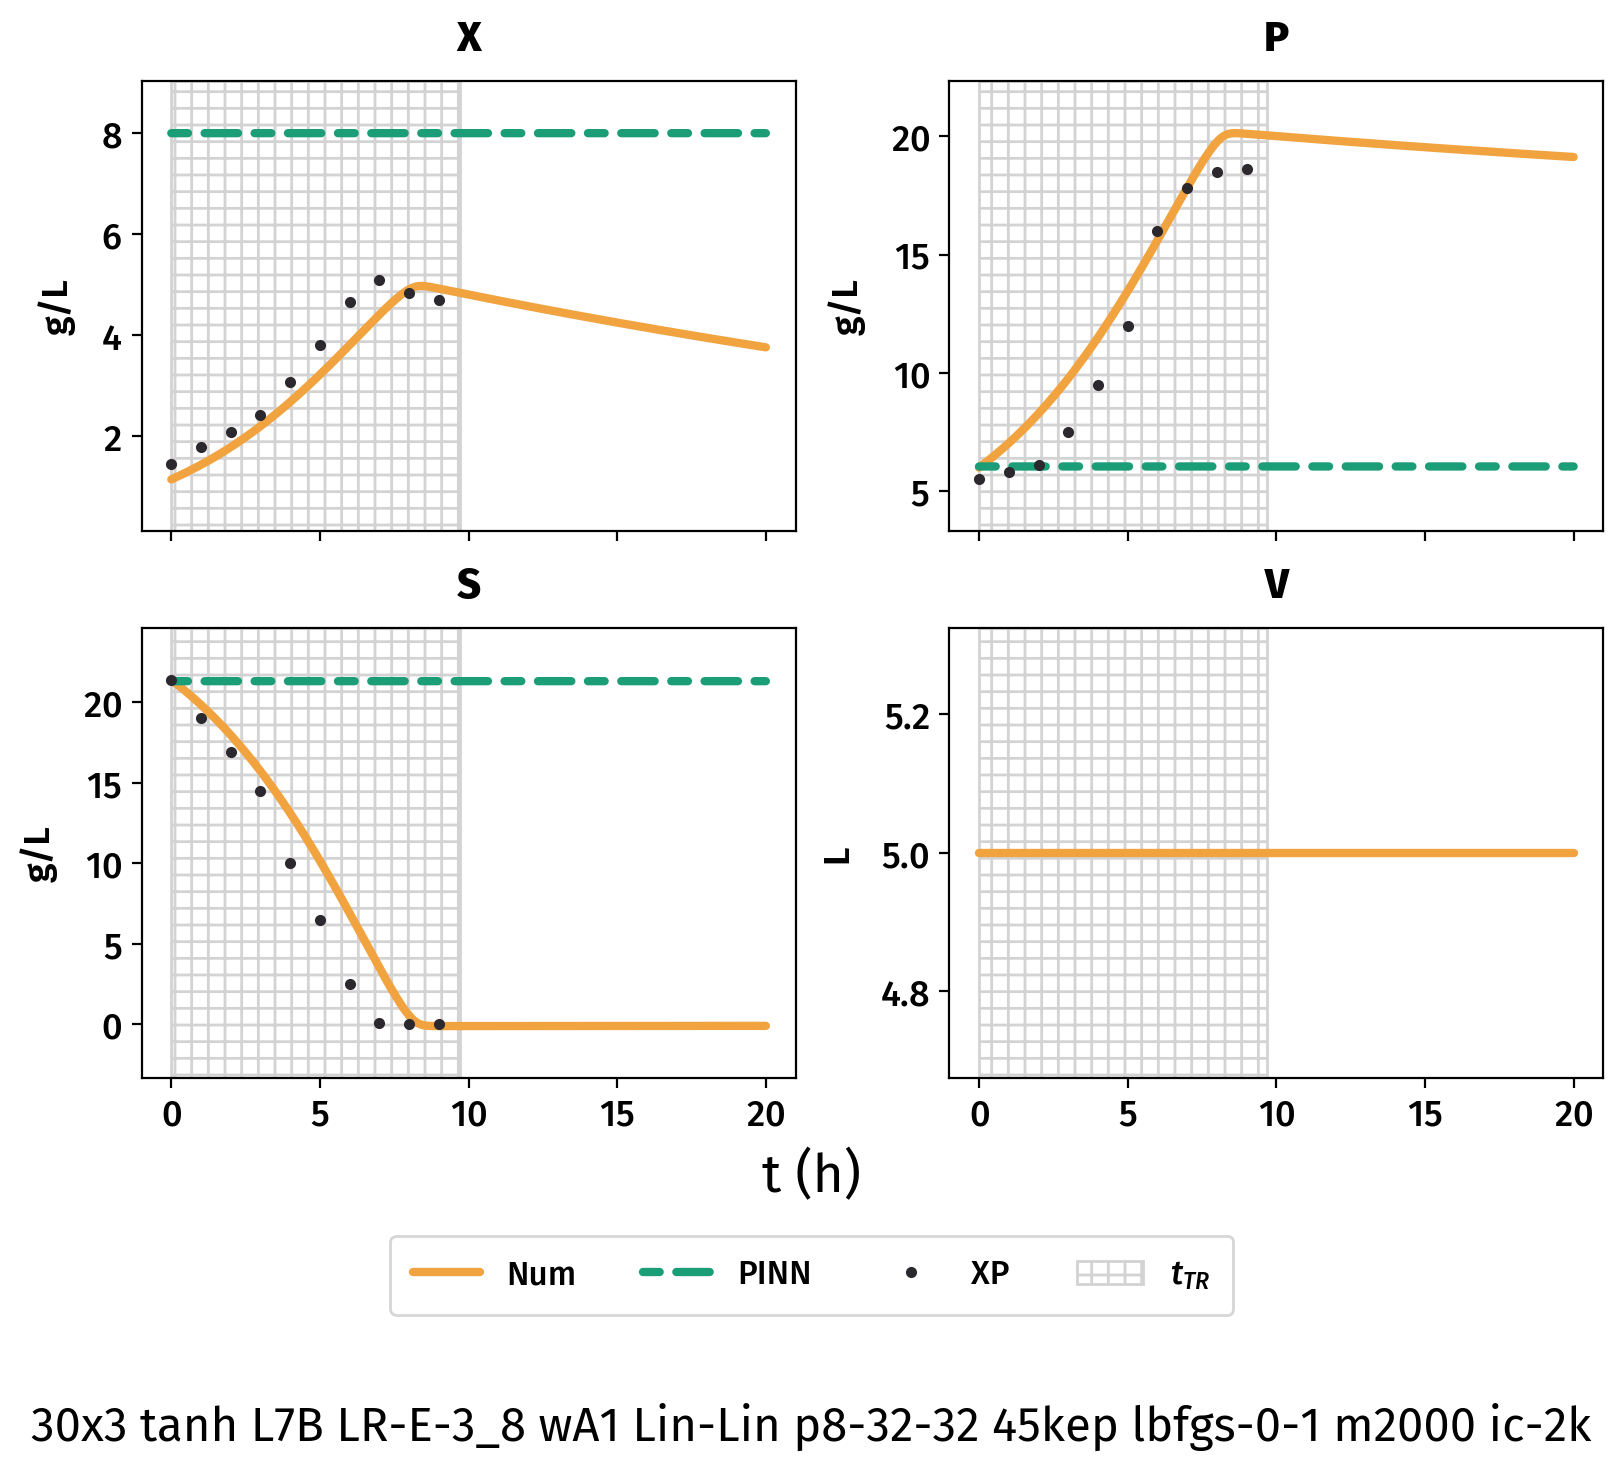 X
P
8
6
4
2
g/L
20
15
10
5
g/L
S
V
20
15
10
5
0
g/L
5.2
5.0
4.8
L
0 5 10 15 20
0 5 10 15 20
t (h)
Num PINN XP tTR
30x3 tanh L7B LR-E-3_8 wA1 Lin-Lin p8-32-32 45kep lbfgs-0-1 m2000 ic-2k